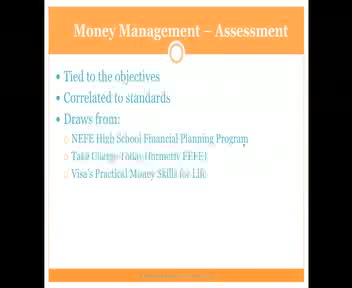 Money Management – Assessment
• Tied to the objectives
• Correlated to standards
• Draws from:
NEFE High School Financial Planning Program
Take Charge Today (formerly FEFE)
Visa's Practical Money Skills for Life